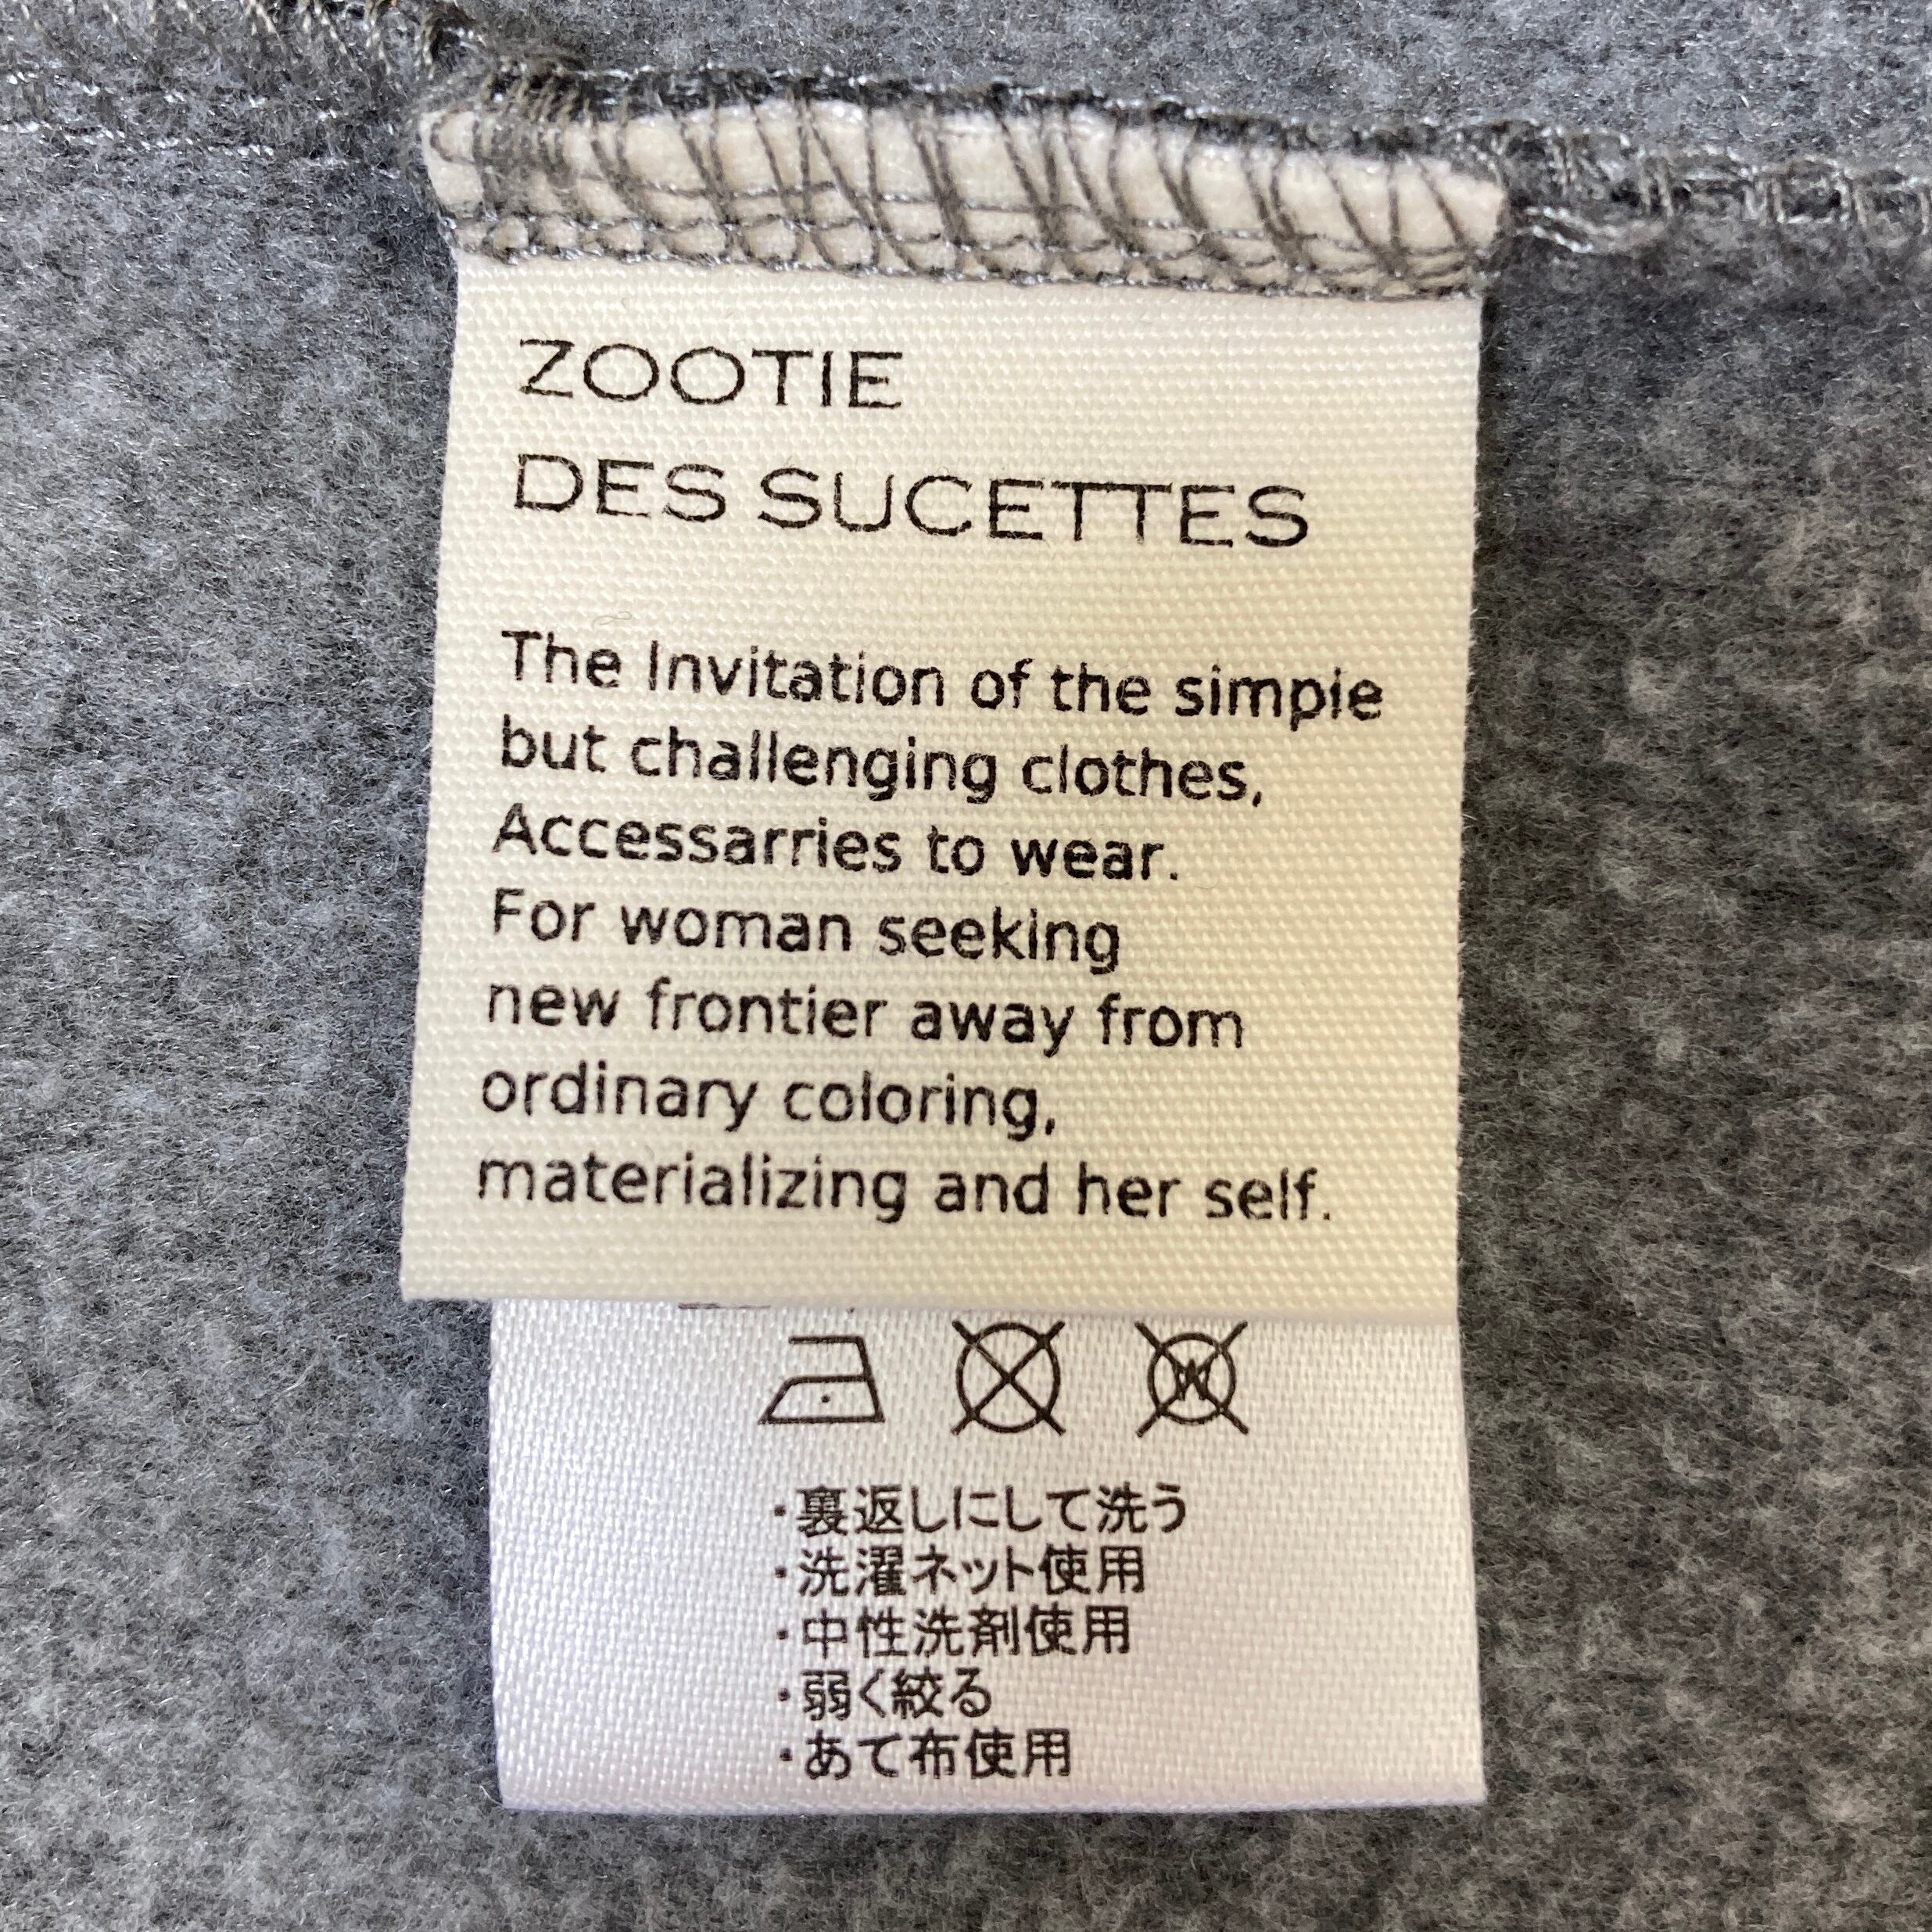 ZOOTIE
DES SUCETTES
The Invitation of the simple
but challenging clothes,
Accessarries to wear.
For woman seeking
new frontier away from
ordinary coloring,
materializing and her self.
W
・裏返しにして洗う
・洗濯ネット使用
・中性洗剤使用
・弱く絞る
・あて布使用